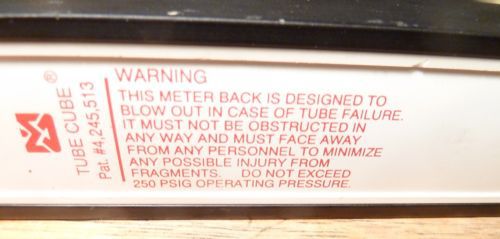 TUBE CUBE ®
Pat. #4,245,513
WARNING
THIS METER BACK IS DESIGNED TO
BLOW OUT IN CASE OF TUBE FAILURE.
IT MUST NOT BE OBSTRUCTED IN
ANY WAY AND MUST FACE AWAY
FROM ANY PERSONNEL TO MINIMIZE
ANY POSSIBLE INJURY FROM
FRAGMENTS. DO NOT EXCEED
250 PSIG OPERATING PRESSURE.